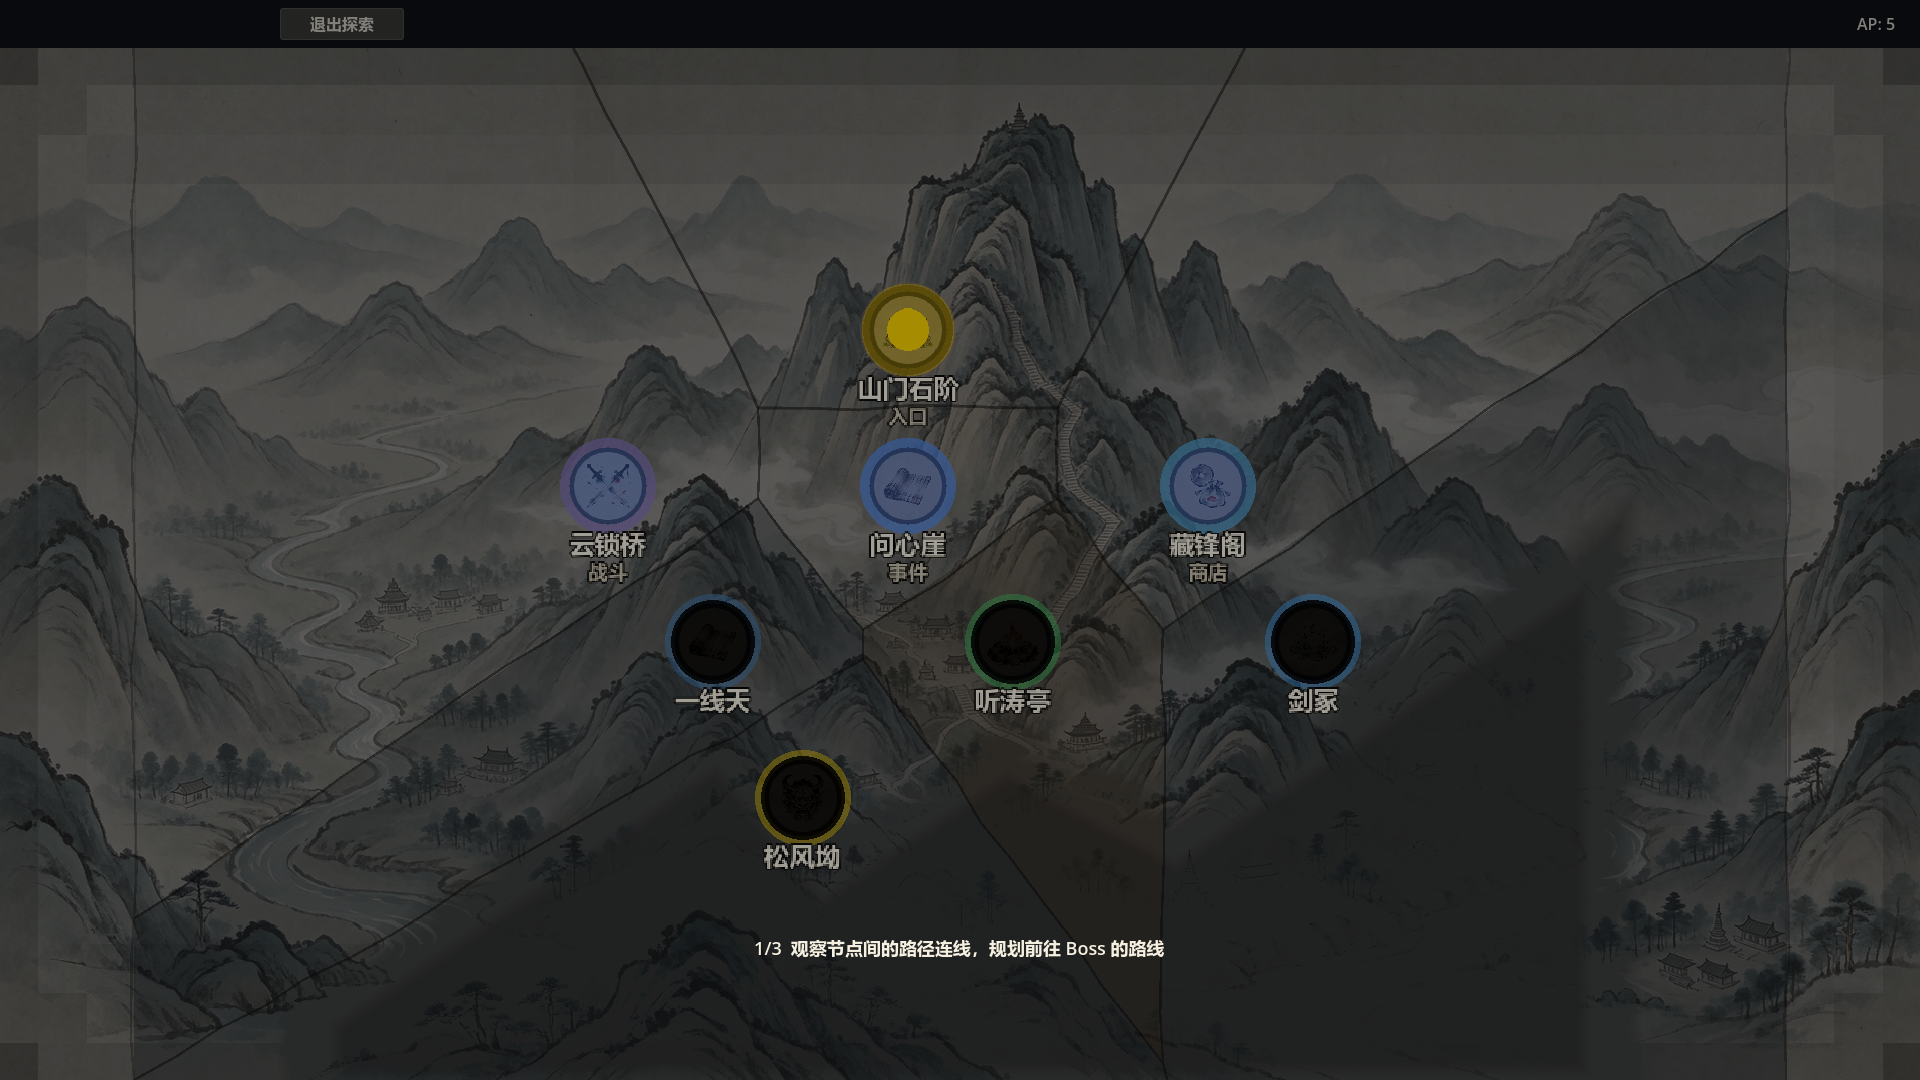 退出探索
AP: 5
山门石阶
入口
云锁桥
战斗
问心崖
事件
藏锋阁
商店
一线天
听涛亭
剑冢
松风坳
1/3 观察节点间的路径连线，规划前往 Boss 的路线